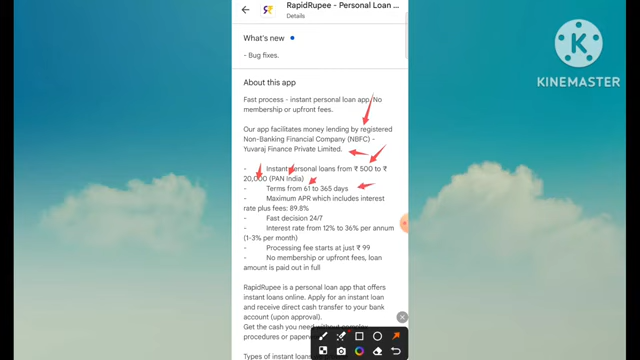 RapidRupee - Personal Loan ...
Details
What's new
- Bug fixes.
About this app
Fast process - instant personal loan app. No
membership or upfront fees.
Our app facilitates money lending by registered
Non-Banking Financial Company (NBFC) -
Yuvaraj Finance Private Limited.
- Instant personal loans from ₹ 500 to ₹
20,000 (PAN India)
- Terms from 61 to 365 days
- Maximum APR which includes interest
rate plus fees: 89.8%
- Fast decision 24/7
- Interest rate from 12% to 36% per annum
(1-3% per month)
- Processing fee starts at just ₹ 99
- No membership or upfront fees, loan
amount is paid out in full
RapidRupee is a personal loan app that offers
instant loans online. Apply for an instant loan
and receive direct cash transfer to your bank
account (upon approval).
Get the cash you need without complex
procedures or
Types of instant loans
KINEMASTER